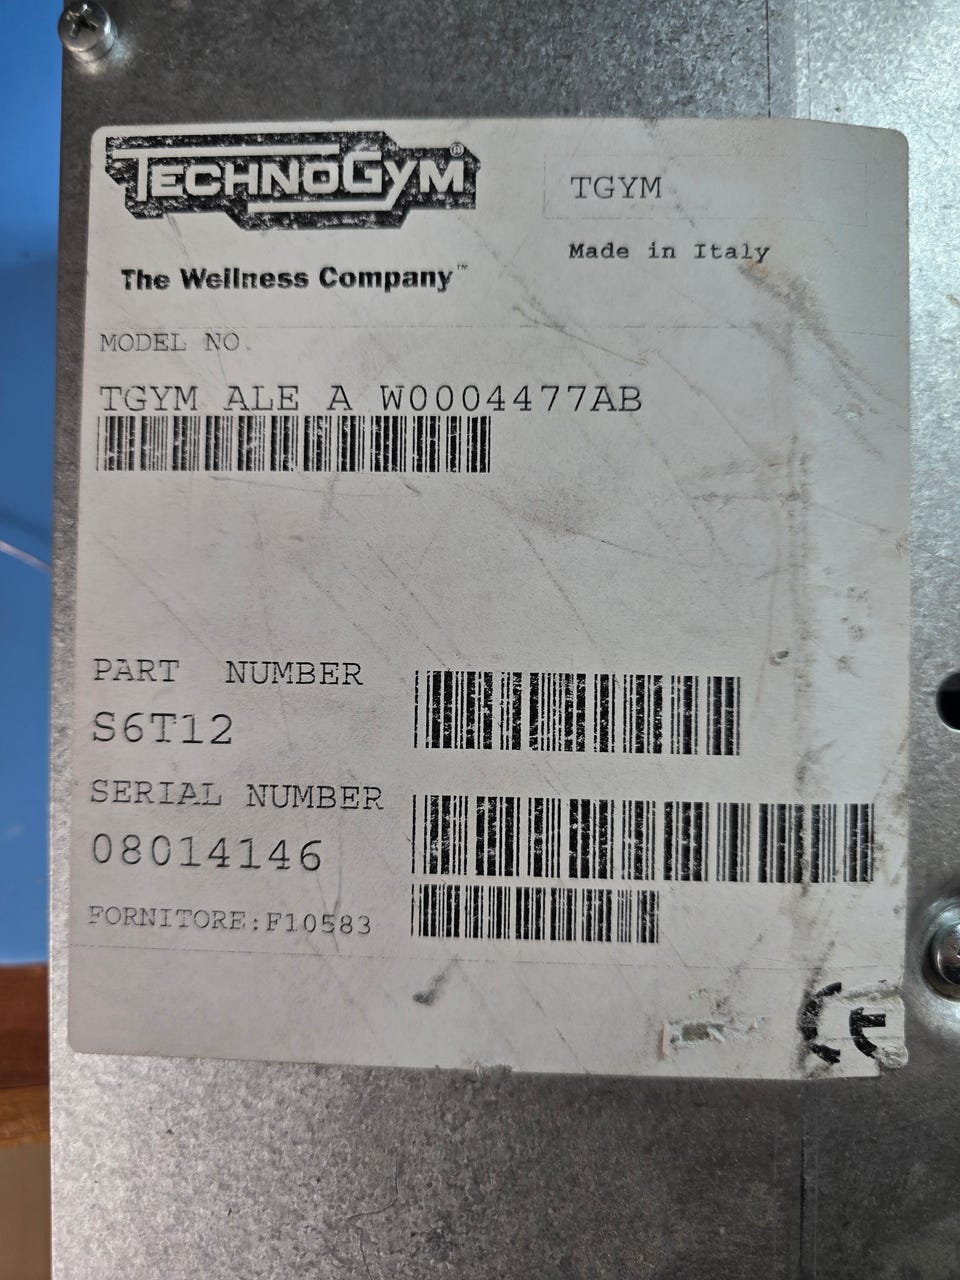 TECHNOGYM®
The Wellness Company™
TGYM
Made in Italy
MODEL NO.
TGYM ALE A W0004477AB
PART NUMBER
S6T12
SERIAL NUMBER
08014146
FORNITORE:F10583
CE